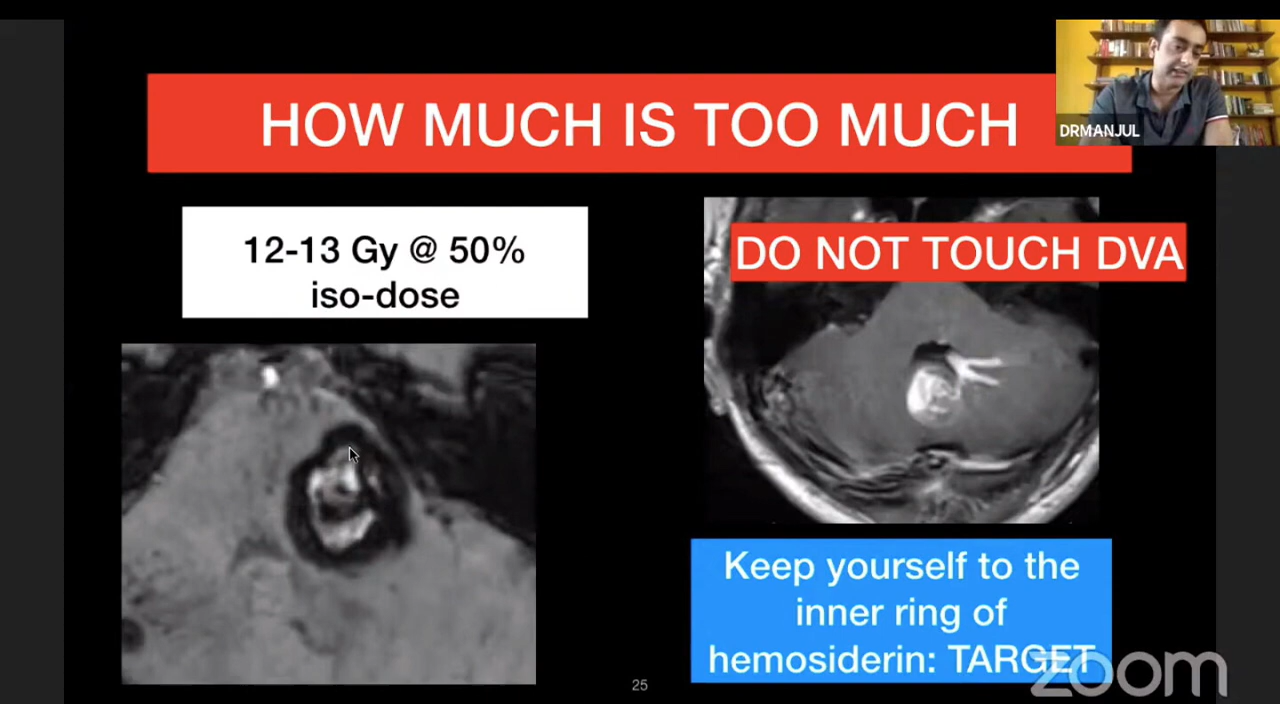 HOW MUCH IS TOO MUCH
DRMANJUL
12-13 Gy @ 50%
iso-dose
DO NOT TOUCH DVA
Keep yourself to the
inner ring of
hemosiderin: TARGET
zoom
25